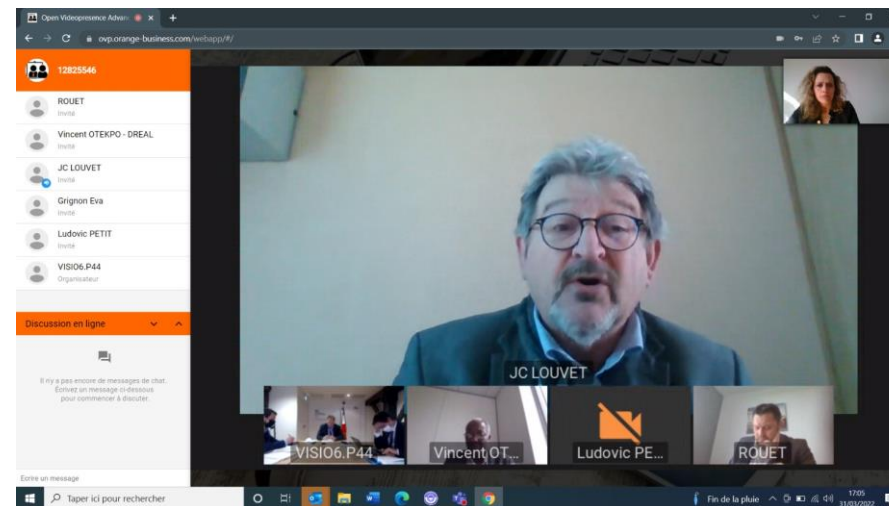 Open Videopresence Advan
ovp.orange-business.com/webapp/#/
12825546
ROUET
Invité
Vincent OTEKPO - DREAL
Invité
JC LOUVET
Invité
Grignon Eva
Invité
Ludovic PETIT
Invité
VISIO6.P44
Organisateur
Discussion en ligne
Il n'y a pas encore de messages de chat.
Écrivez un message ci-dessous
pour commencer à discuter.
Ecrire un message
JC LOUVET
VISIO6.P44
Vincent OT...
Ludovic PE...
ROUET
Taper ici pour rechercher
Fin de la pluie
17:05
31/03/2022